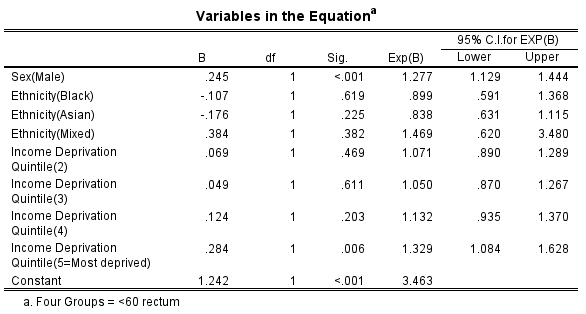 Variables in the Equationa
95% C.I.for EXP(B)
B df Sig. Exp(B) Lower Upper
Sex(Male) .245 1 <.001 1.277 1.129 1.444
Ethnicity(Black) -.107 1 .619 .899 .591 1.368
Ethnicity(Asian) -.176 1 .225 .838 .631 1.115
Ethnicity(Mixed) .384 1 .382 1.469 .620 3.480
Income Deprivation .069 1 .469 1.071 .890 1.289
Quintile(2)
Income Deprivation .049 1 .611 1.050 .870 1.267
Quintile(3)
Income Deprivation .124 1 .203 1.132 .935 1.370
Quintile(4)
Income Deprivation .284 1 .006 1.329 1.084 1.628
Quintile(5=Most deprived)
Constant 1.242 1 <.001 3.463
a. Four Groups = <60 rectum